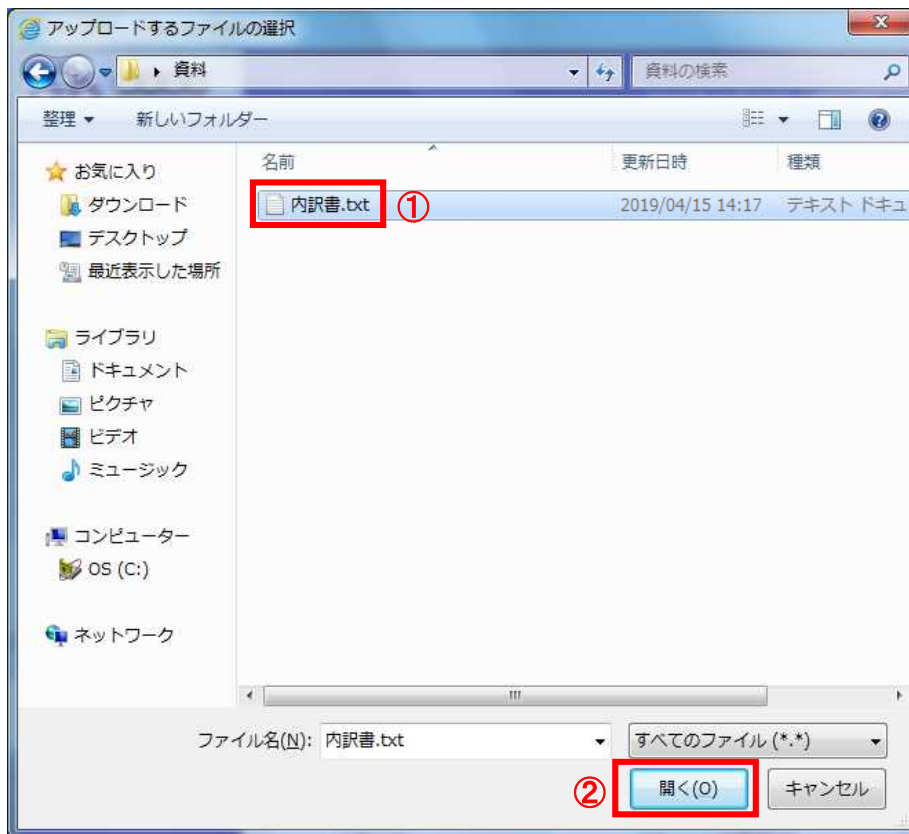 アップロードするファイルの選択
資料
資料の検索
整理 新しいフォルダー
名前 更新日時 種類
内訳書.txt ① 2019/04/15 14:17 テキスト ドキュ
お気に入り
ダウンロード
デスクトップ
最近表示した場所
ライブラリ
ドキュメント
ピクチャ
ビデオ
ミュージック
コンピューター
OS (C:)
ネットワーク
ファイル名(N): 内訳書.txt すべてのファイル (*.*)
② 開く(O) キャンセル